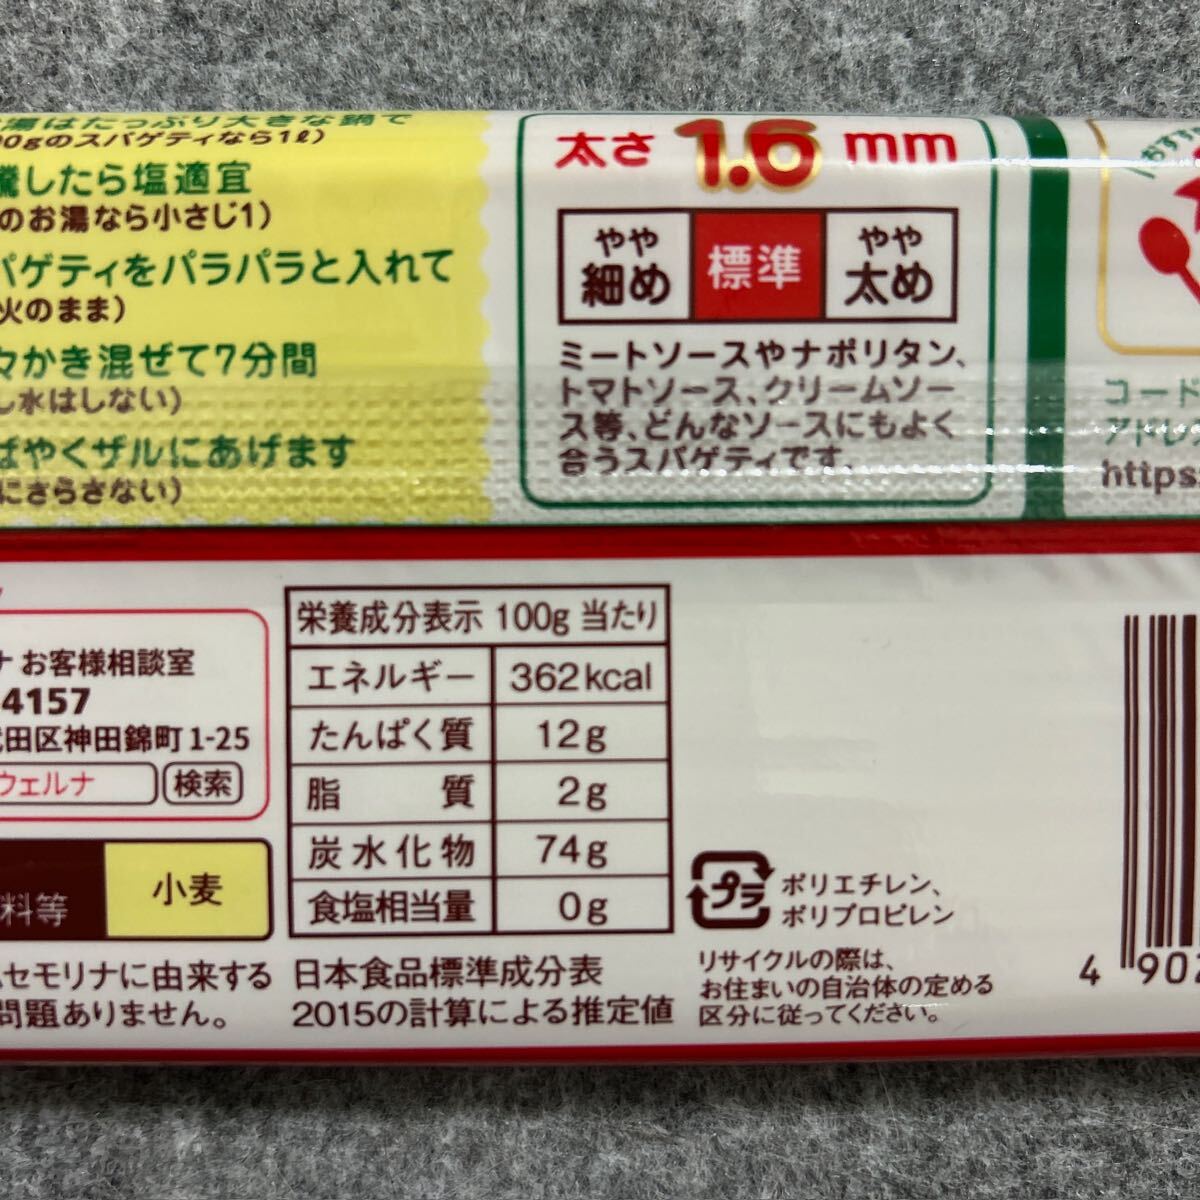 湯はたっぷり大きな鍋で
00gのスパゲティなら1ℓ)
騰したら塩適宜
のお湯なら小さじ1)
パゲティをパラパラと入れて
火のまま)
々かき混ぜて7分間
し水はしない)
ばやくザルにあげます
にさらさない)
太さ 1.6 mm
やや細め
標準
やや太め
ミートソースやナポリタン、
トマトソース、クリームソー
ス等、どんなソースにもよく
合うスパゲティです。
おすす
コード
アドレ
https:
ナ お客様相談室
4157
代田区神田錦町1-25
ウェルナ 検索
料等 小麦
ムセモリナに由来する
問題ありません。
栄養成分表示 100g 当たり
エネルギー 362kcal
たんぱく質 12g
脂質 2g
炭水化物 74g
食塩相当量 0g
日本食品標準成分表
2015の計算による推定値
プラ
ポリエチレン、
ポリプロピレン
リサイクルの際は、
お住まいの自治体の定める
区分に従ってください。
4 902